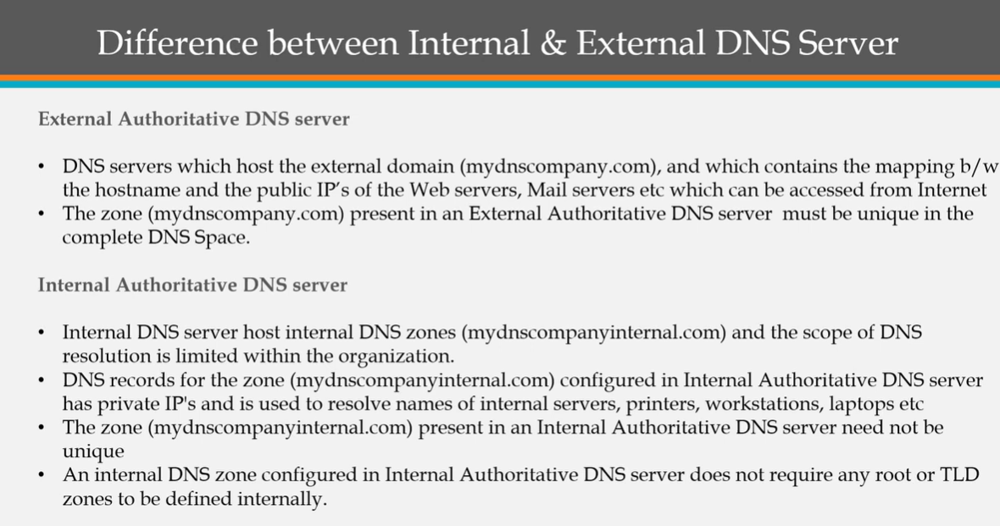 Difference between Internal & External DNS Server
External Authoritative DNS server
• DNS servers which host the external domain (mydnscompany.com), and which contains the mapping b/w
the hostname and the public IP’s of the Web servers, Mail servers etc which can be accessed from Internet
• The zone (mydnscompany.com) present in an External Authoritative DNS server must be unique in the
complete DNS Space.
Internal Authoritative DNS server
• Internal DNS server host internal DNS zones (mydnscompanyinternal.com) and the scope of DNS
resolution is limited within the organization.
• DNS records for the zone (mydnscompanyinternal.com) configured in Internal Authoritative DNS server
has private IP's and is used to resolve names of internal servers, printers, workstations, laptops etc
• The zone (mydnscompanyinternal.com) present in an Internal Authoritative DNS server need not be
unique
• An internal DNS zone configured in Internal Authoritative DNS server does not require any root or TLD
zones to be defined internally.